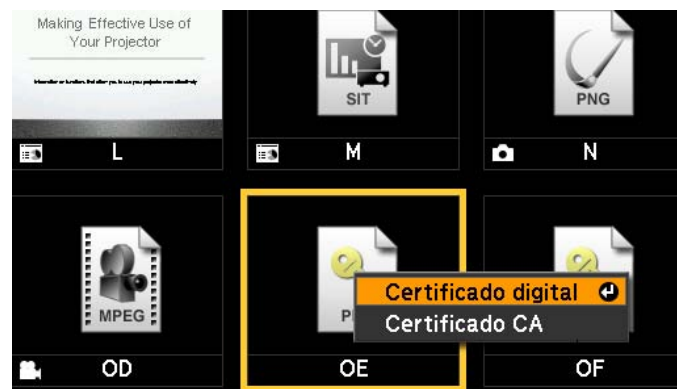 Making Effective Use of
Your Projector
SIT
PNG
L
M
N
MPEG
Certificado digital
Certificado CA
OD
OE
OF